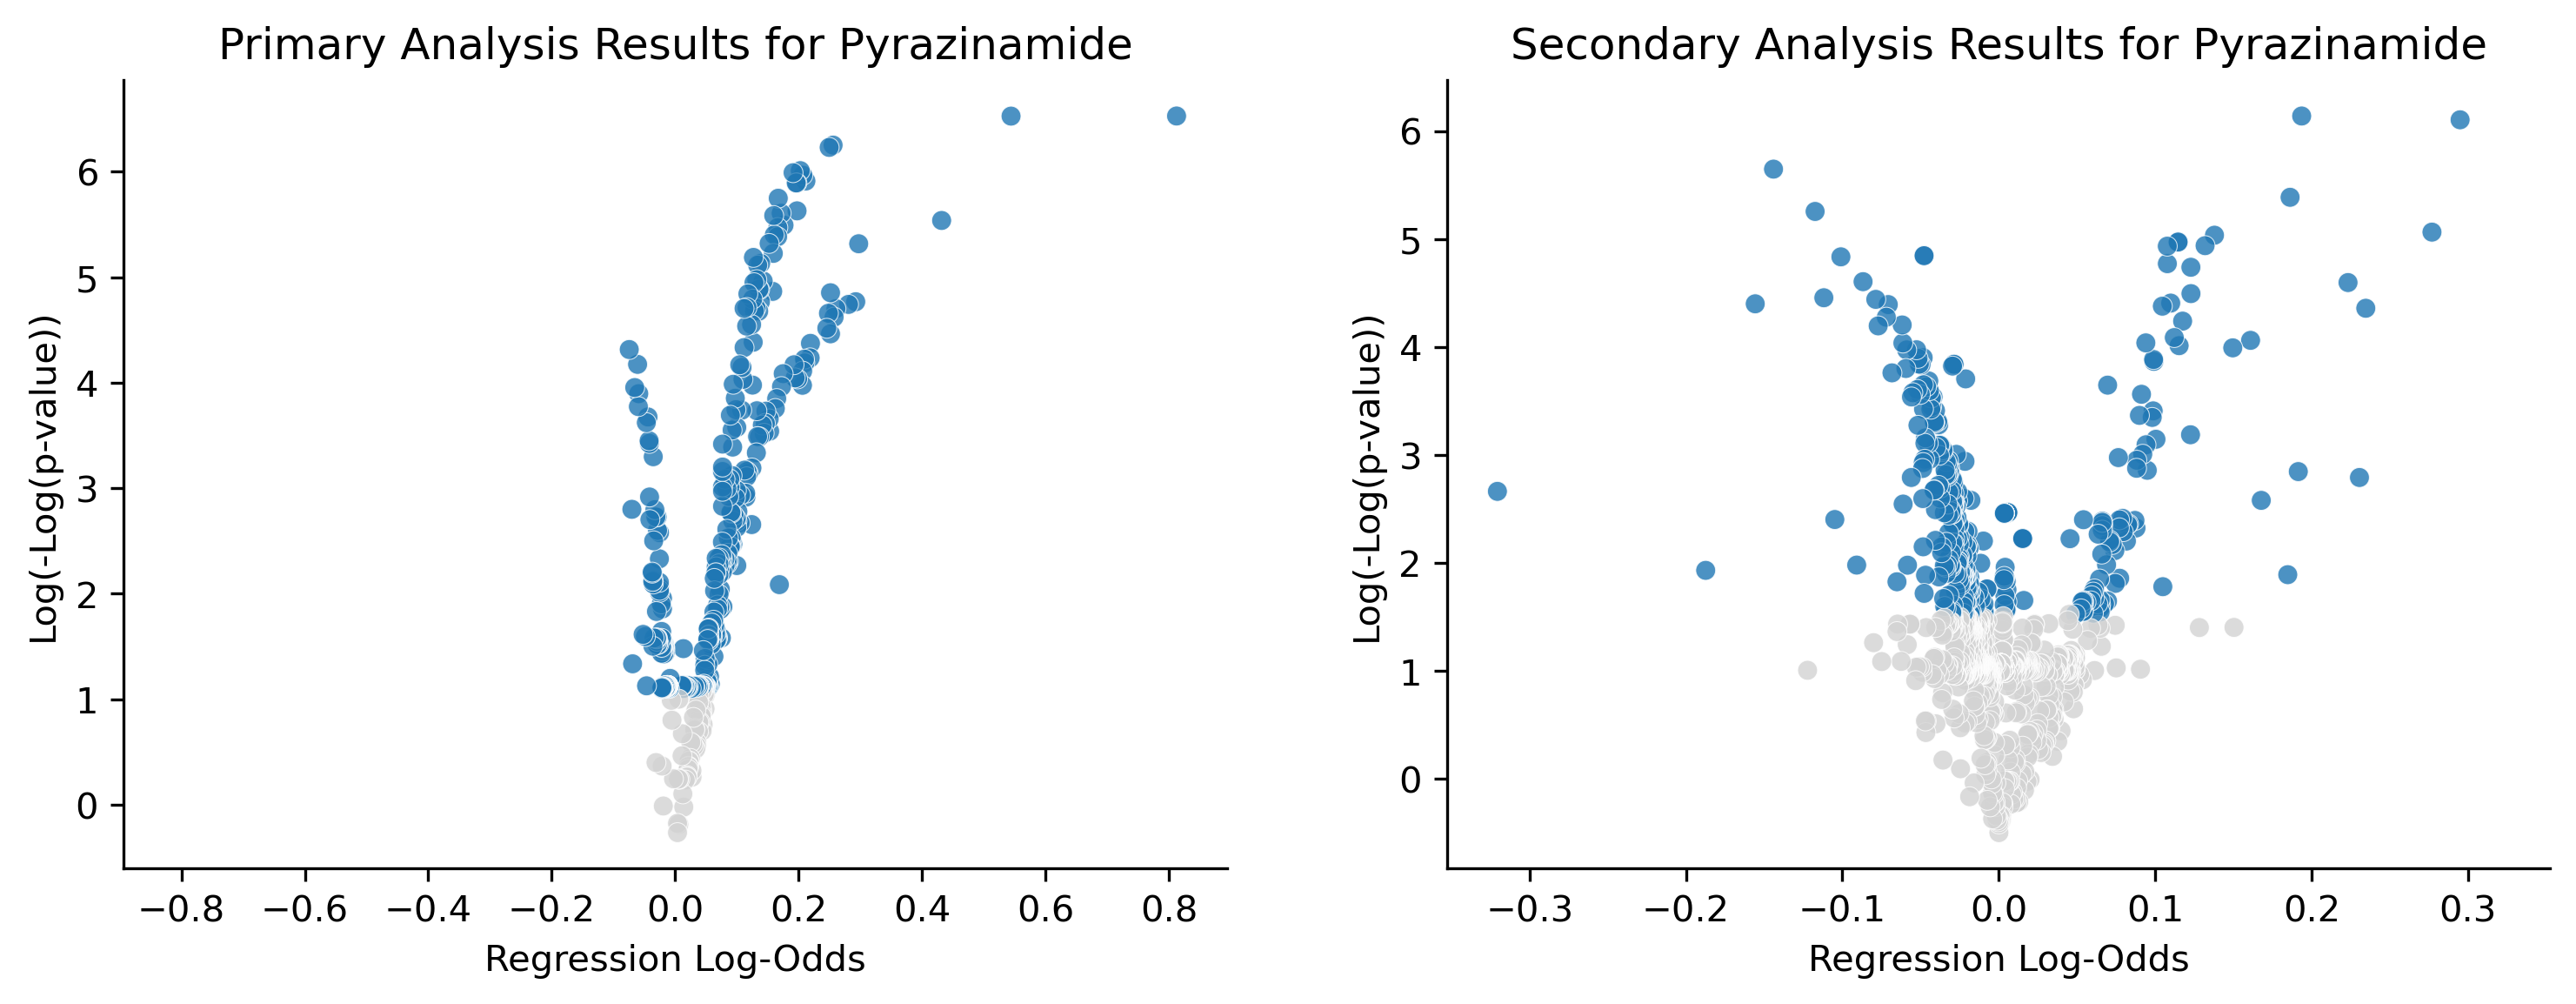 Primary Analysis Results for Pyrazinamide
Log(-Log(p-value))
6
5
4
3
2
1
0
−0.8 −0.6 −0.4 −0.2 0.0 0.2 0.4 0.6 0.8
Regression Log-Odds
Secondary Analysis Results for Pyrazinamide
Log(-Log(p-value))
6
5
4
3
2
1
0
−0.3 −0.2 −0.1 0.0 0.1 0.2 0.3
Regression Log-Odds